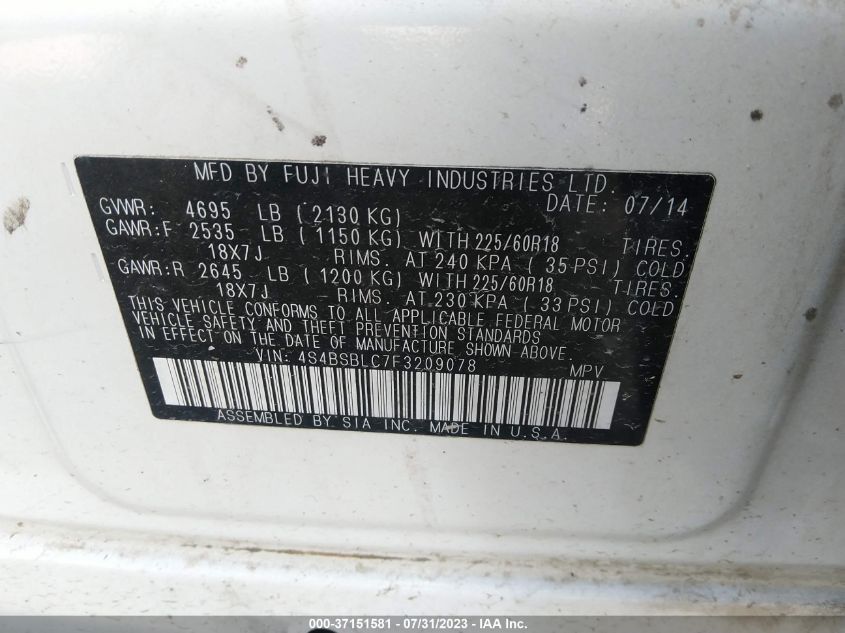 MFD BY FUJI HEAVY INDUSTRIES LTD.
DATE: 07/14
GVWR: 4695 LB ( 2130 KG)
GAWR:F 2535 LB ( 1150 KG) WITH 225/60R18 TIRES.
18X7J RIMS. AT 240 KPA ( 35 PSI) COLD
GAWR:R 2645 LB ( 1200 KG) WITH 225/60R18 TIRES.
18X7J RIMS. AT 230 KPA ( 33 PSI) COLD
THIS VEHICLE CONFORMS TO ALL APPLICABLE FEDERAL MOTOR
VEHICLE SAFETY AND THEFT PREVENTION STANDARDS
IN EFFECT ON THE DATE OF MANUFACTURE SHOWN ABOVE.
VIN: 4S4BSBLC7F3209078 MPV
ASSEMBLED BY SIA INC. MADE IN U.S.A.
000-37151581 - 07/31/2023 - IAA Inc.